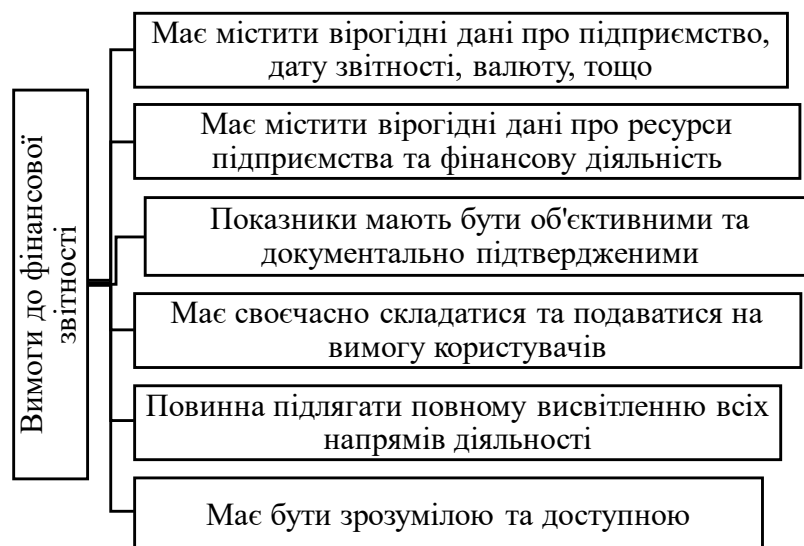 Вимоги до фінансової
звітності
Має містити вірогідні дані про підприємство,
дату звітності, валюту, тощо
Має містити вірогідні дані про ресурси
підприємства та фінансову діяльність
Показники мають бути об'єктивними та
документально підтвердженими
Має своєчасно складатися та подаватися на
вимогу користувачів
Повинна підлягати повному висвітленню всіх
напрямів діяльності
Має бути зрозумілою та доступною